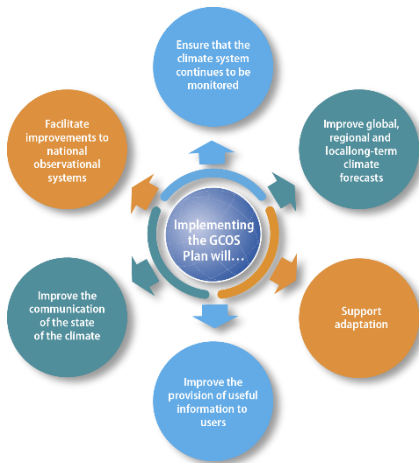 Ensure that the
climate system
continues to be
monitored
Facilitate
improvements to
national
observational
systems
Improve global,
regional and
locallong-term
climate
forecasts
Implementing
the GCOS
Plan will...
Improve the
communication
of the state
of the climate
Support
adaptation
Improve the
provision of useful
information to
users